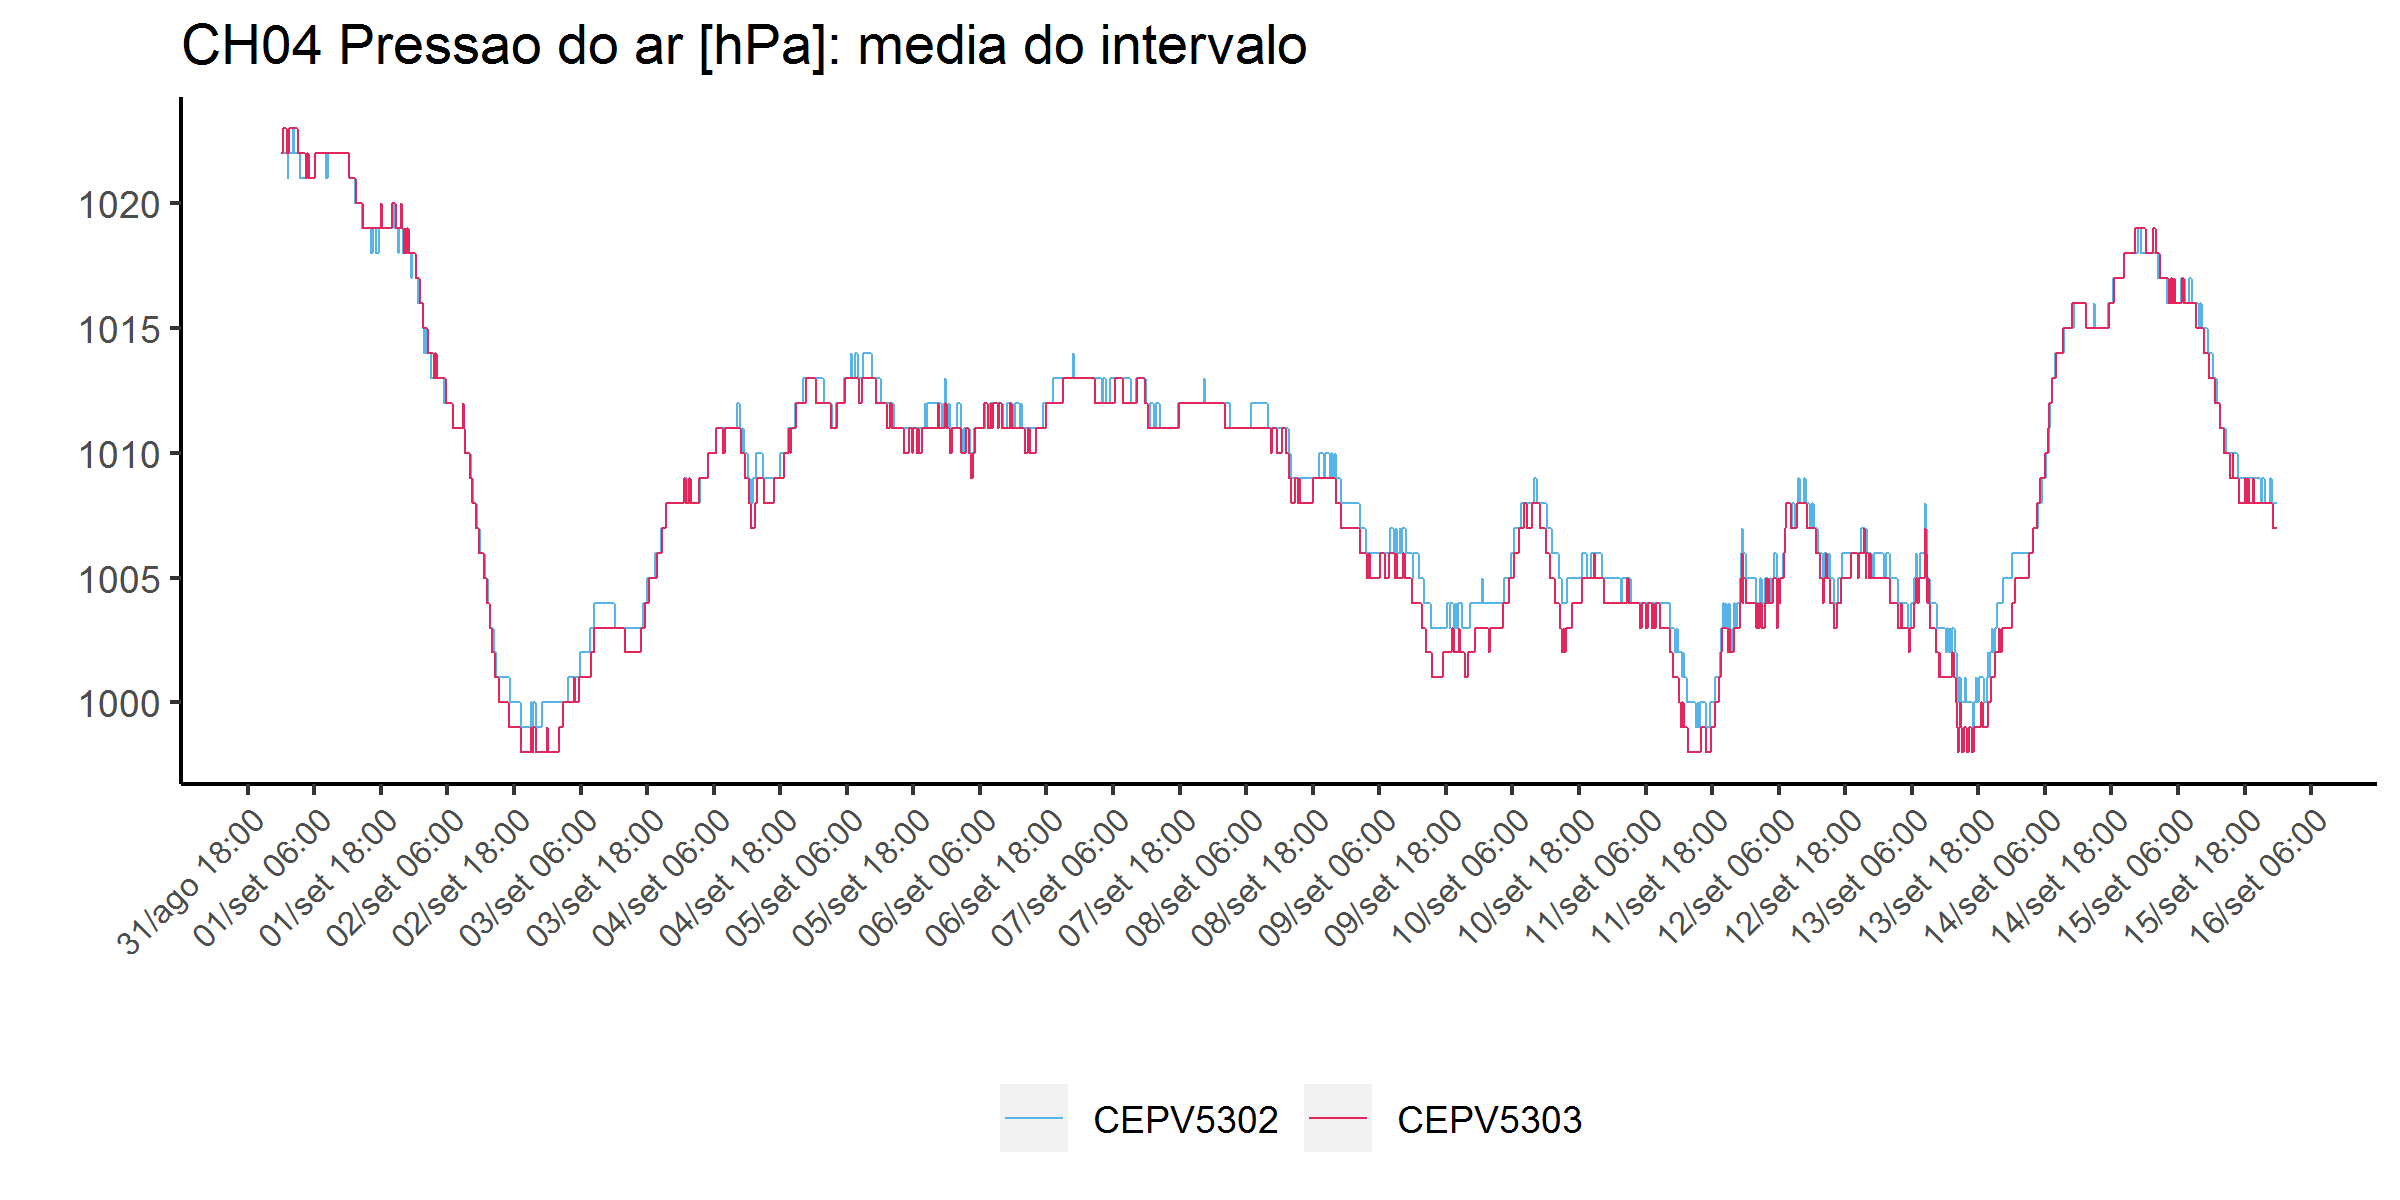 CH04 Pressao do ar [hPa]: media do intervalo
1020
1015
1010
1005
1000
31/ago 18:00
01/set 06:00
01/set 18:00
02/set 06:00
02/set 18:00
03/set 06:00
03/set 18:00
04/set 06:00
04/set 18:00
05/set 06:00
05/set 18:00
06/set 06:00
06/set 18:00
07/set 06:00
07/set 18:00
08/set 06:00
08/set 18:00
09/set 06:00
09/set 18:00
10/set 06:00
10/set 18:00
11/set 06:00
11/set 18:00
12/set 06:00
12/set 18:00
13/set 06:00
13/set 18:00
14/set 06:00
14/set 18:00
15/set 06:00
15/set 18:00
16/set 06:00
CEPV5302
CEPV5303